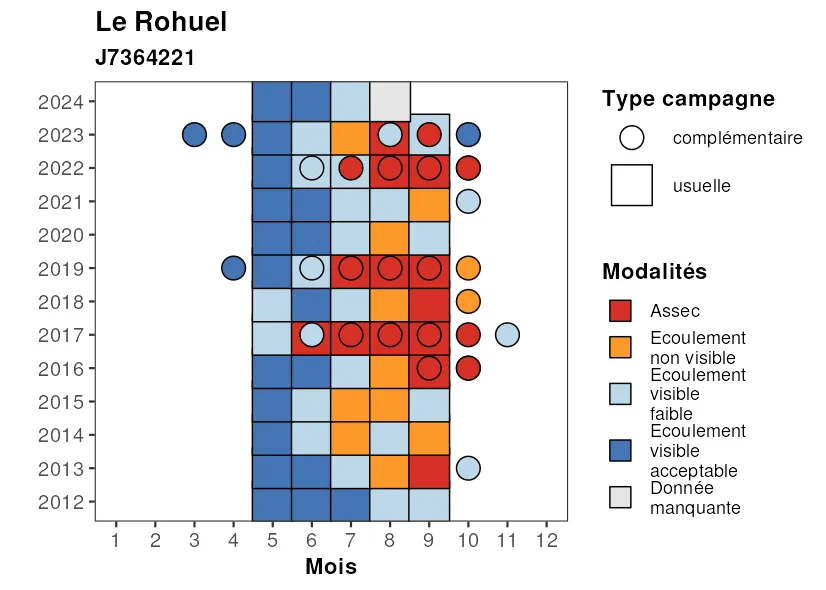 Le Rohuel
J7364221
2024
2023
2022
2021
2020
2019
2018
2017
2016
2015
2014
2013
2012
1 2 3 4 5 6 7 8 9 10 11 12
Mois
Type campagne
complémentaire
usuelle
Modalités
Assec
Ecoulement
non visible
Ecoulement
visible
faible
Ecoulement
visible
acceptable
Donnée
manquante